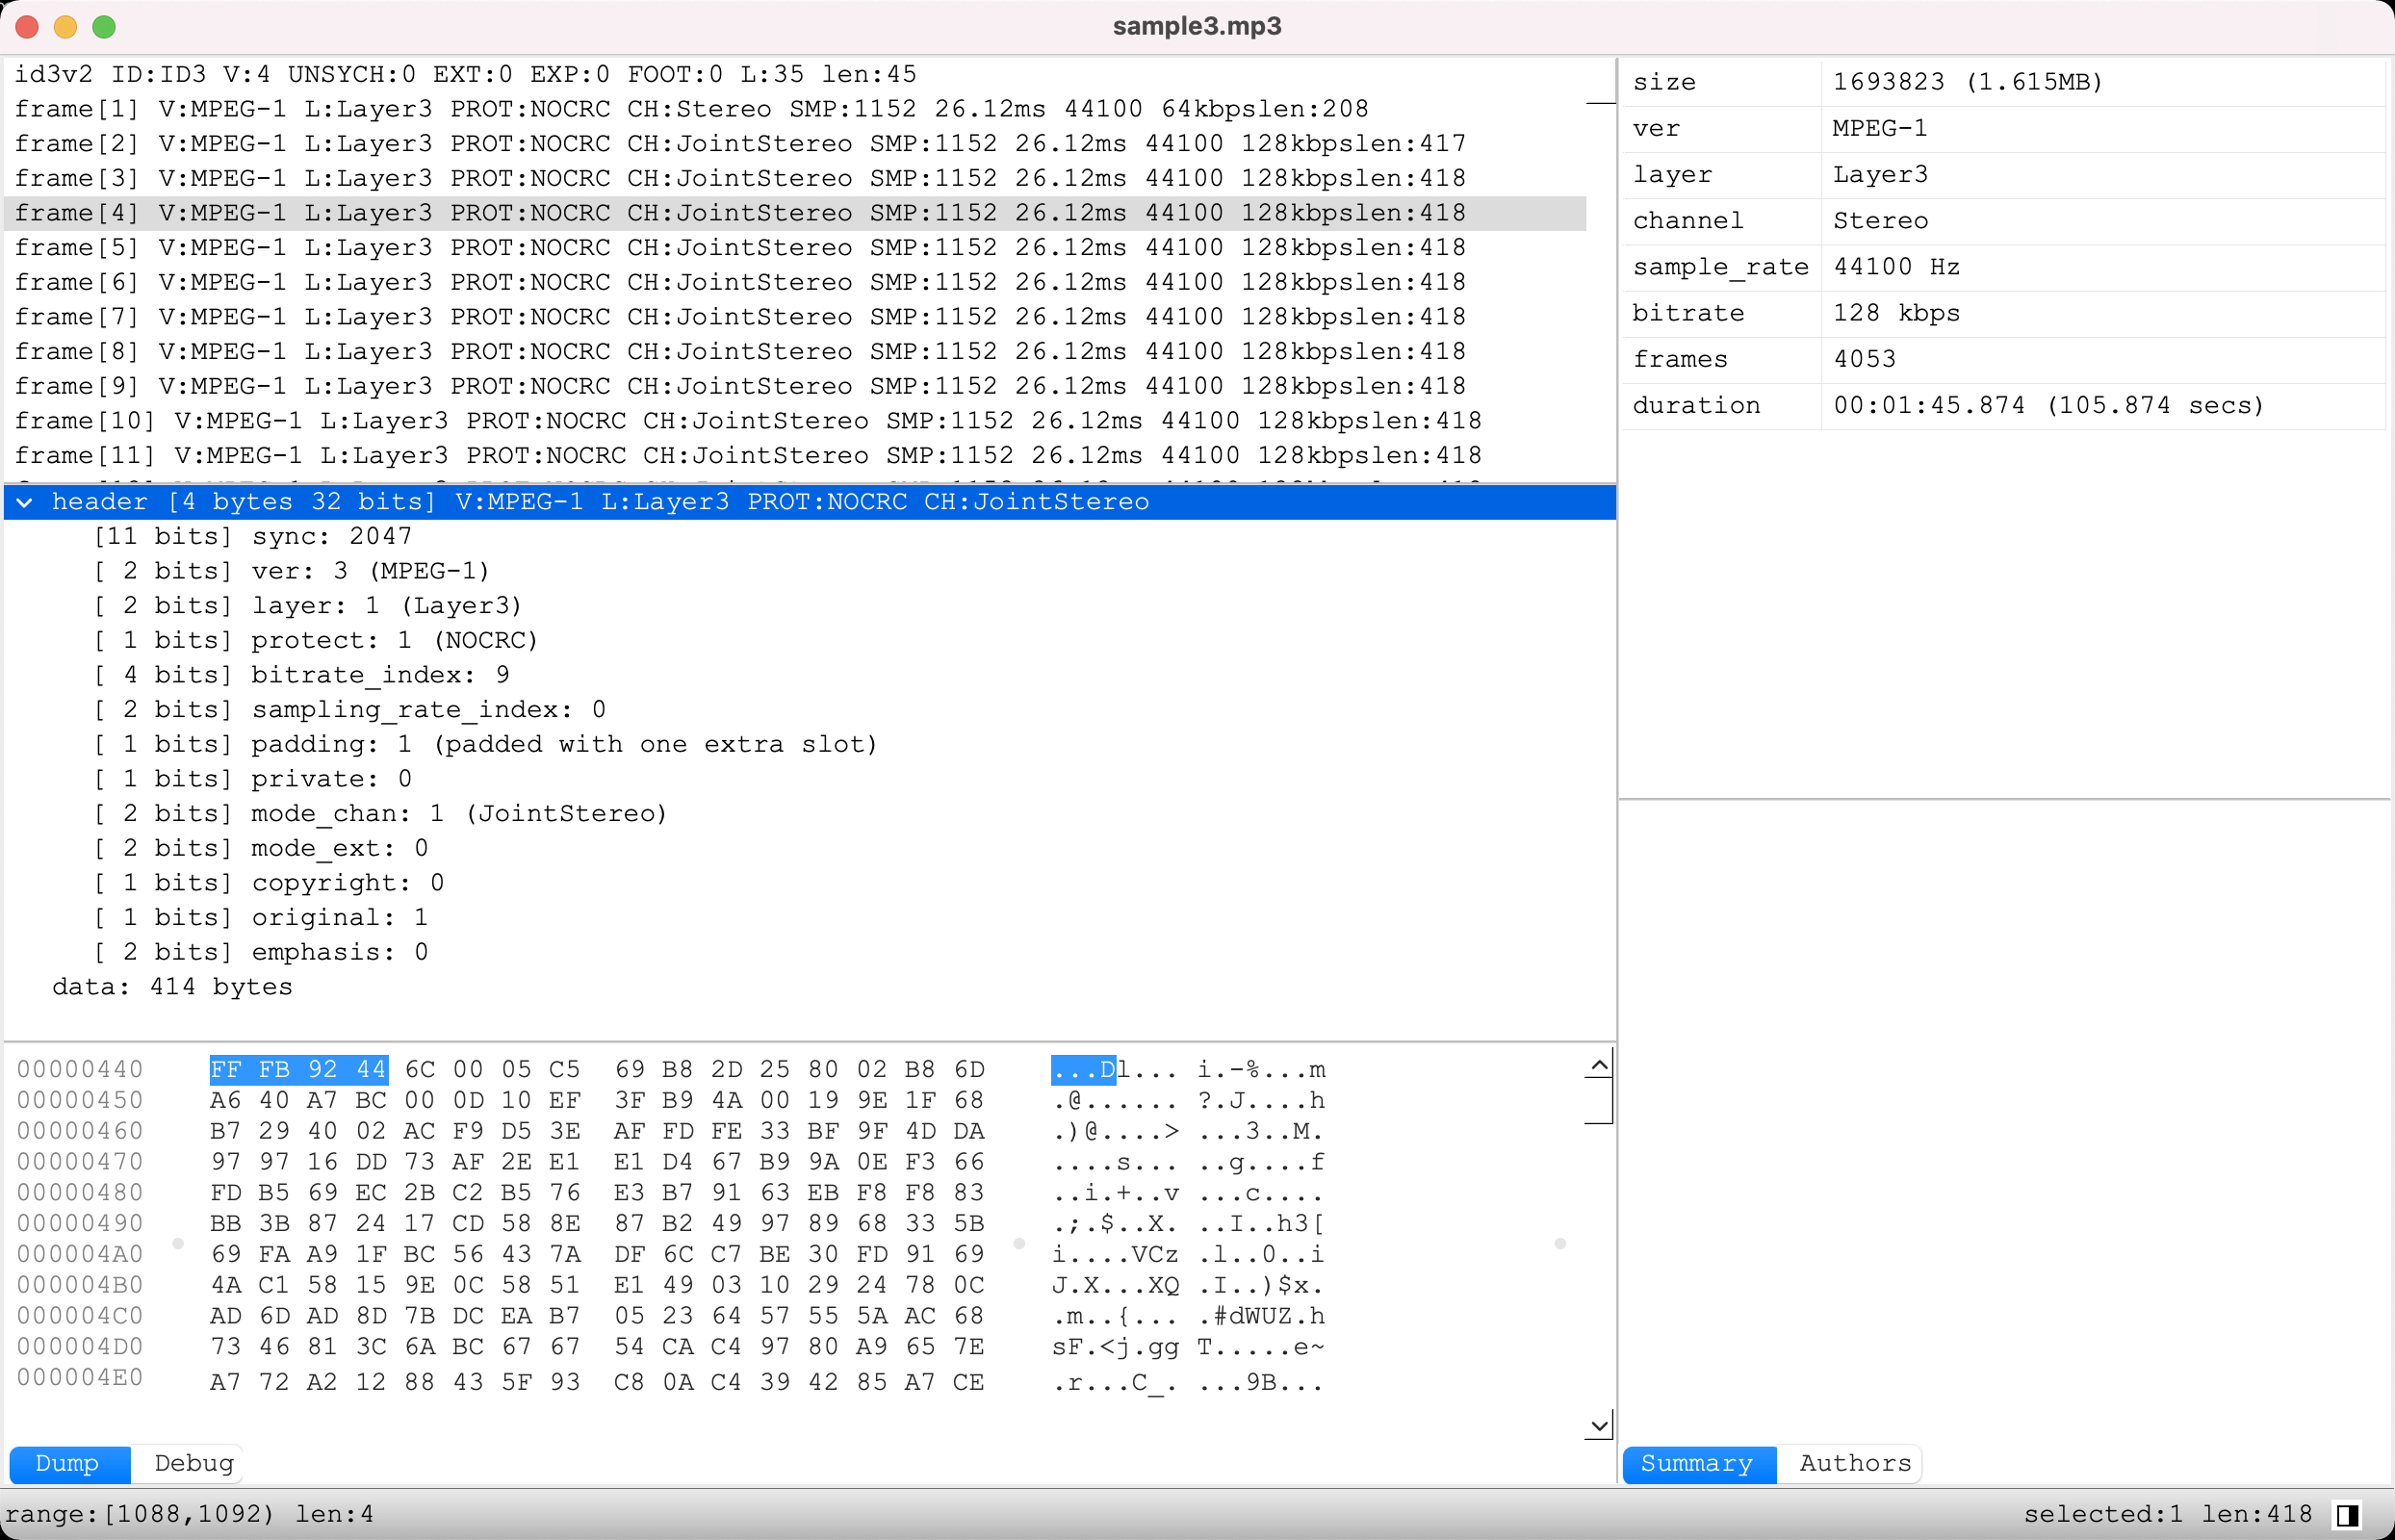 sample3.mp3
id3v2 ID:ID3 V:4 UNSYCH:0 EXT:0 EXP:0 FOOT:0 L:35 len:45
frame[1] V:MPEG-1 L:Layer3 PROT:NOCRC CH:Stereo SMP:1152 26.12ms 44100 64kbpslen:208
frame[2] V:MPEG-1 L:Layer3 PROT:NOCRC CH:JointStereo SMP:1152 26.12ms 44100 128kbpslen:417
frame[3] V:MPEG-1 L:Layer3 PROT:NOCRC CH:JointStereo SMP:1152 26.12ms 44100 128kbpslen:418
frame[4] V:MPEG-1 L:Layer3 PROT:NOCRC CH:JointStereo SMP:1152 26.12ms 44100 128kbpslen:418
frame[5] V:MPEG-1 L:Layer3 PROT:NOCRC CH:JointStereo SMP:1152 26.12ms 44100 128kbpslen:418
frame[6] V:MPEG-1 L:Layer3 PROT:NOCRC CH:JointStereo SMP:1152 26.12ms 44100 128kbpslen:418
frame[7] V:MPEG-1 L:Layer3 PROT:NOCRC CH:JointStereo SMP:1152 26.12ms 44100 128kbpslen:418
frame[8] V:MPEG-1 L:Layer3 PROT:NOCRC CH:JointStereo SMP:1152 26.12ms 44100 128kbpslen:418
frame[9] V:MPEG-1 L:Layer3 PROT:NOCRC CH:JointStereo SMP:1152 26.12ms 44100 128kbpslen:418
frame[10] V:MPEG-1 L:Layer3 PROT:NOCRC CH:JointStereo SMP:1152 26.12ms 44100 128kbpslen:418
frame[11] V:MPEG-1 L:Layer3 PROT:NOCRC CH:JointStereo SMP:1152 26.12ms 44100 128kbpslen:418
header [4 bytes 32 bits] V:MPEG-1 L:Layer3 PROT:NOCRC CH:JointStereo
[11 bits] sync: 2047
[ 2 bits] ver: 3 (MPEG-1)
[ 2 bits] layer: 1 (Layer3)
[ 1 bits] protect: 1 (NOCRC)
[ 4 bits] bitrate_index: 9
[ 2 bits] sampling_rate_index: 0
[ 1 bits] padding: 1 (padded with one extra slot)
[ 1 bits] private: 0
[ 2 bits] mode_chan: 1 (JointStereo)
[ 2 bits] mode_ext: 0
[ 1 bits] copyright: 0
[ 1 bits] original: 1
[ 2 bits] emphasis: 0
data: 414 bytes
00000440 FF FB 92 44 6C 00 05 C5 69 B8 2D 25 80 02 B8 6D ...Dl... i.-%...m
00000450 A6 40 A7 BC 00 0D 10 EF 3F B9 4A 00 19 9E 1F 68 .@...... ?.J....h
00000460 B7 29 40 02 AC F9 D5 3E AF FD FE 33 BF 9F 4D DA .)@....> ...3..M.
00000470 97 97 16 DD 73 AF 2E E1 E1 D4 67 B9 9A 0E F3 66 ....s... ..g....f
00000480 FD B5 69 EC 2B C2 B5 76 E3 B7 91 63 EB F8 F8 83 ..i.+..v ...c....
00000490 BB 3B 87 24 17 CD 58 8E 87 B2 49 97 89 68 33 5B .;.$..X. ..I..h3[
000004A0 69 FA A9 1F BC 56 43 7A DF 6C C7 BE 30 FD 91 69 i....VCz .l..0..i
000004B0 4A C1 58 15 9E 0C 58 51 E1 49 03 10 29 24 78 0C J.X...XQ .I..)$x.
000004C0 AD 6D AD 8D 7B DC EA B7 05 23 64 57 55 5A AC 68 .m..{... .#dWUZ.h
000004D0 73 46 81 3C 6A BC 67 67 54 CA C4 97 80 A9 65 7E sF.<j.gg T.....e~
000004E0 A7 72 A2 12 88 43 5F 93 C8 0A C4 39 42 85 A7 CE .r...C_. ...9B...
Dump Debug
range:[1088,1092) len:4
size 1693823 (1.615MB)
ver MPEG-1
layer Layer3
channel Stereo
sample_rate 44100 Hz
bitrate 128 kbps
frames 4053
duration 00:01:45.874 (105.874 secs)
Summary Authors
selected:1 len:418